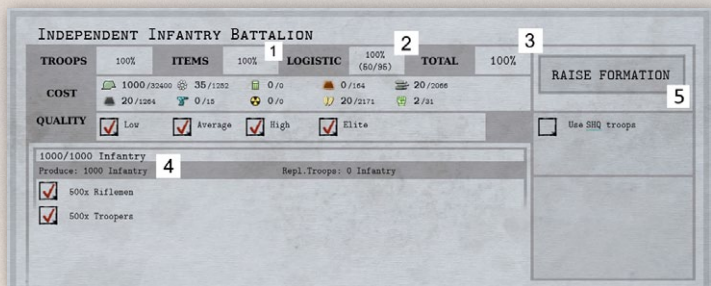 Independent Infantry Battalion
TROOPS 100% ITEMS 100% 1 LOGISTIC 100% (50/95) 2 TOTAL 100% 3
COST 1000/32400 35/1252 0/0 0/164 20/2066
20/1264 0/15 0/0 20/2171 2/31
RAISE FORMATION
5
QUALITY Low Average High Elite
Use SHQ troops
1000/1000 Infantry
Produce: 1000 Infantry 4 Repl.Troops: 0 Infantry
500x Riflemen
500x Troopers